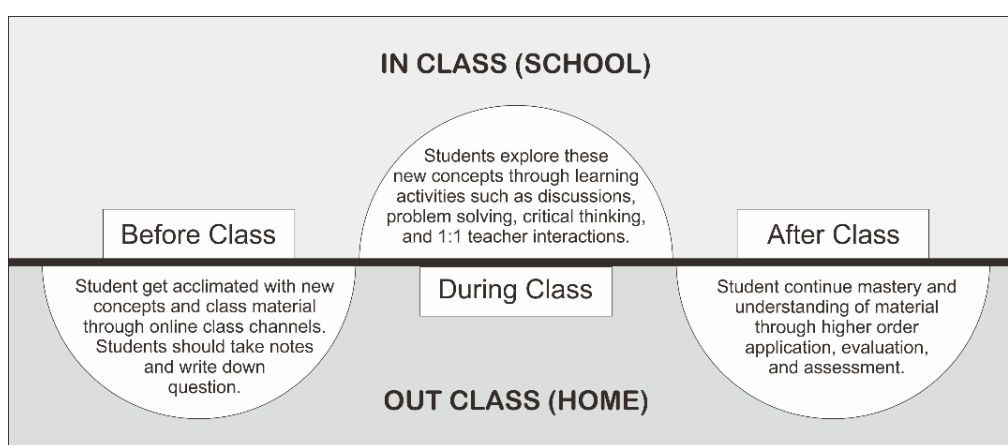 IN CLASS (SCHOOL)
Before Class
Student get acclimated with new
concepts and class material
through online class channels.
Students should take notes
and write down
question.
Students explore these
new concepts through learning
activities such as discussions,
problem solving, critical thinking,
and 1:1 teacher interactions.
During Class
After Class
Student continue mastery and
understanding of material
through higher order
application, evaluation,
and assessment.
OUT CLASS (HOME)